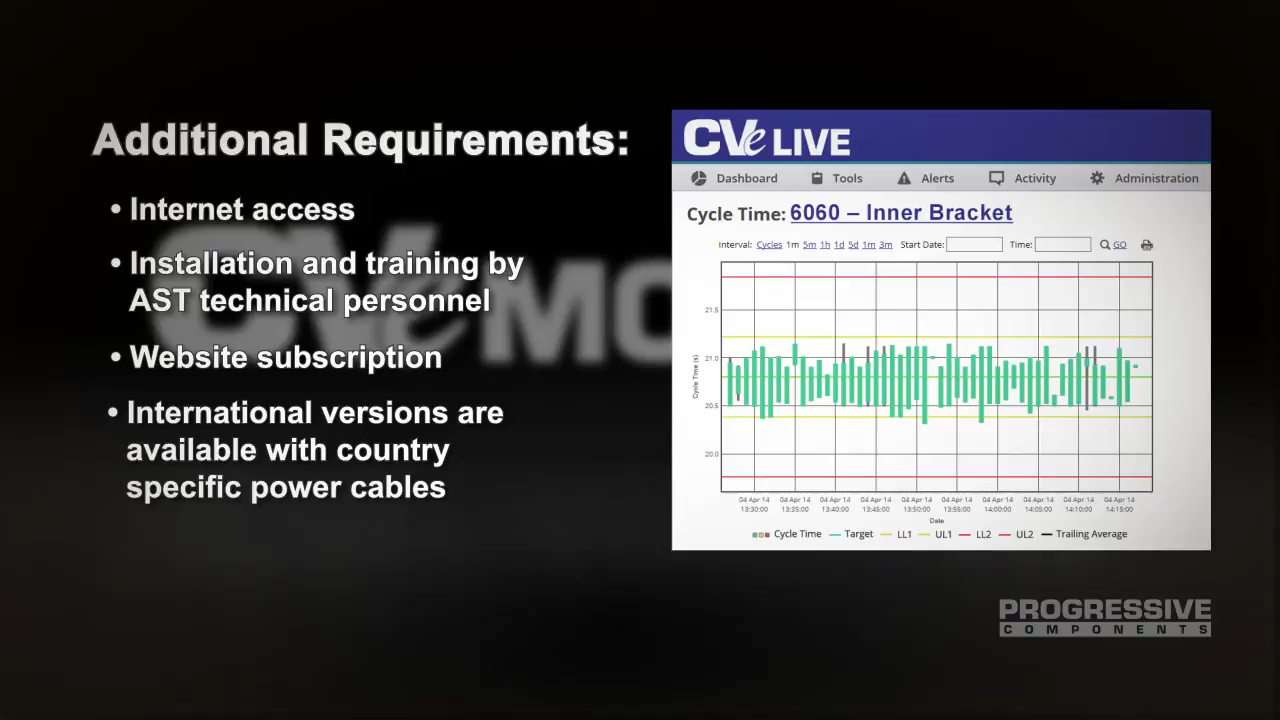 Additional Requirements:
• Internet access
• Installation and training by
AST technical personnel
• Website subscription
• International versions are
available with country
specific power cables
CVe MO
CVe LIVE
Dashboard Tools Alerts Activity Administration
Cycle Time: 6060 – Inner Bracket
Interval: Cycles 1m 5m 1h 1d 5d 1m 3m Start Date: Time: GO
21.5
21.0
20.5
20.0
Cycle Time (s)
04 Apr 14 04 Apr 14 04 Apr 14 04 Apr 14 04 Apr 14 04 Apr 14 04 Apr 14 04 Apr 14 04 Apr 14 04 Apr 14
13:30:00 13:35:00 13:40:00 13:45:00 13:50:00 13:55:00 14:00:00 14:05:00 14:10:00 14:15:00
Date
Cycle Time Target LL1 UL1 LL2 UL2 Trailing Average
PROGRESSIVE
COMPONENTS